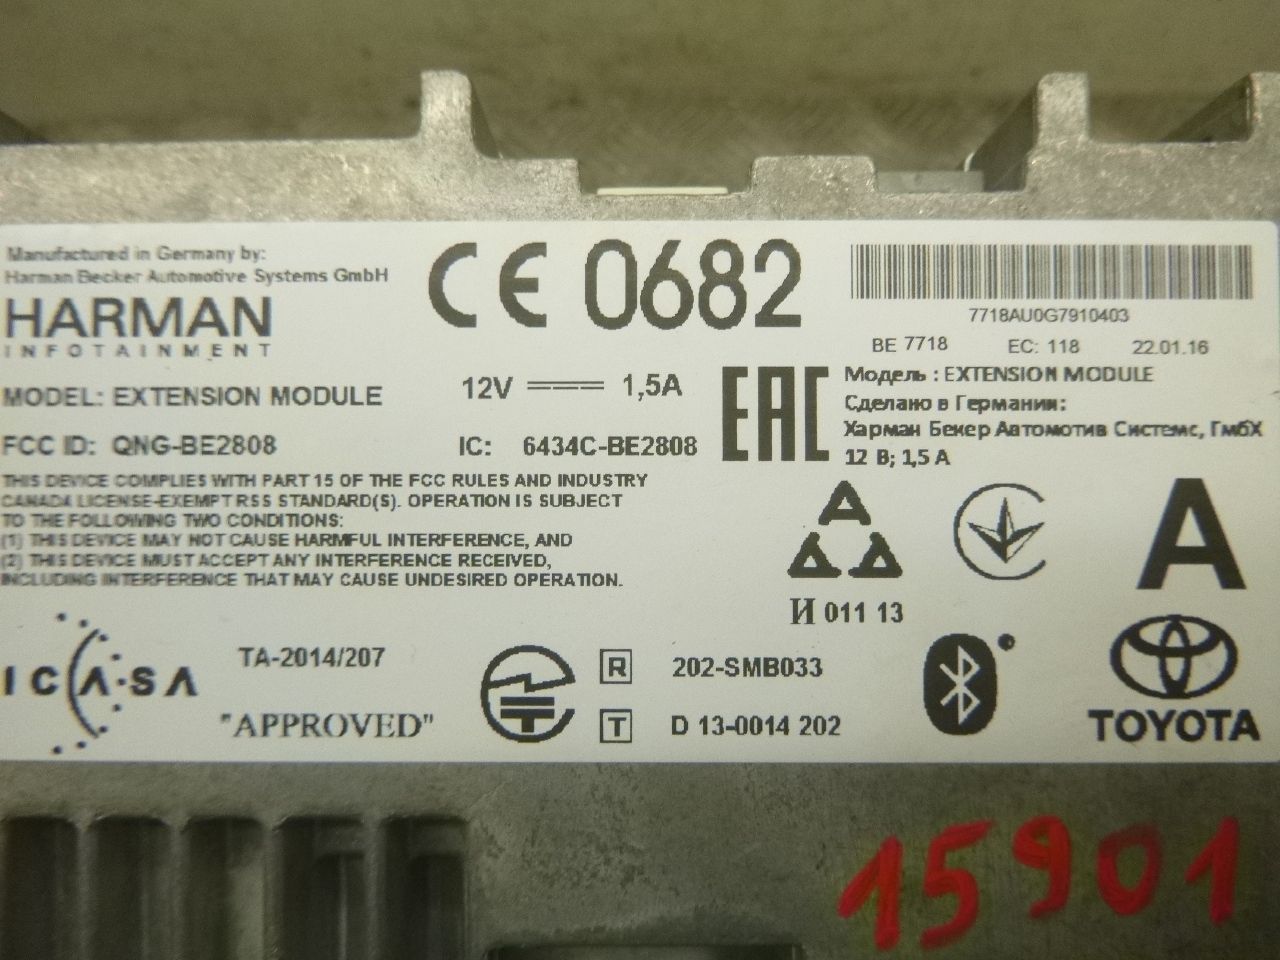 Manufactured in Germany by:
Harman Becker Automotive Systems GmbH
HARMAN
INFOTAINMENT
CE 0682
7718AU0G7910403
BE 7718 EC: 118 22.01.16
MODEL: EXTENSION MODULE
12V 1,5A
FCC ID: QNG-BE2808
IC: 6434C-BE2808
EAC
Модель : EXTENSION MODULE
Сделано в Германии:
Харман Бекер Автомотив Системс, ГмбХ
12 В; 1,5 А
THIS DEVICE COMPLIES WITH PART 15 OF THE FCC RULES AND INDUSTRY
CANADA LICENSE-EXEMPT RSS STANDARD(S). OPERATION IS SUBJECT
TO THE FOLLOWING TWO CONDITIONS:
(1) THIS DEVICE MAY NOT CAUSE HARMFUL INTERFERENCE, AND
(2) THIS DEVICE MUST ACCEPT ANY INTERFERENCE RECEIVED,
INCLUDING INTERFERENCE THAT MAY CAUSE UNDESIRED OPERATION.
И 011 13
A
ICASA
TA-2014/207
"APPROVED"
R 202-SMB033
T D 13-0014 202
TOYOTA
15901